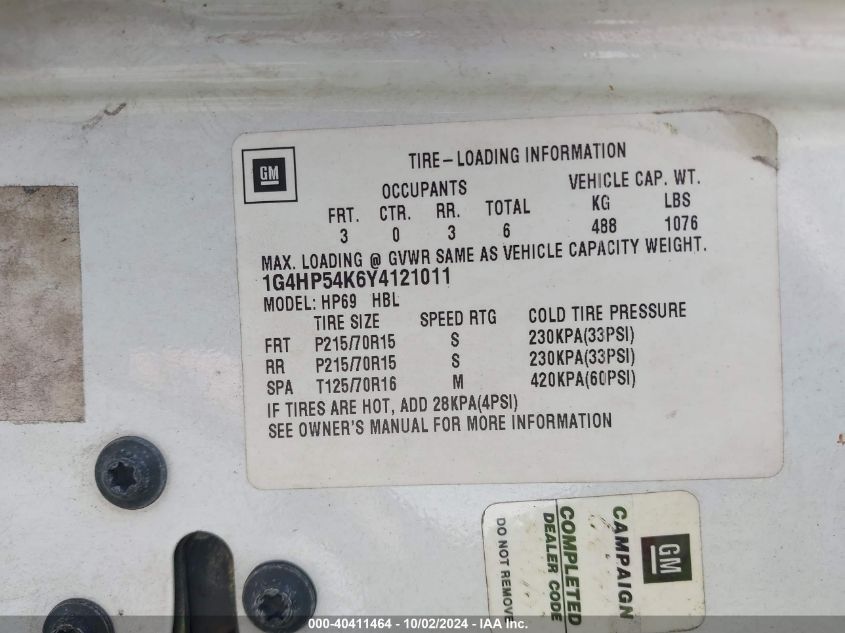 GM
TIRE-LOADING INFORMATION
OCCUPANTS VEHICLE CAP. WT.
FRT. CTR. RR. TOTAL KG LBS
3 0 3 6 488 1076
MAX. LOADING @ GVWR SAME AS VEHICLE CAPACITY WEIGHT.
1G4HP54K6Y4121011
MODEL: HP69 HBL
TIRE SIZE SPEED RTG COLD TIRE PRESSURE
FRT P215/70R15 S 230KPA(33PSI)
RR P215/70R15 S 230KPA(33PSI)
SPA T125/70R16 M 420KPA(60PSI)
IF TIRES ARE HOT, ADD 28KPA(4PSI)
SEE OWNER'S MANUAL FOR MORE INFORMATION
GM
CAMPAIGN
COMPLETED
DEALER CODE
DO NOT REMOVE
000-40411464 - 10/02/2024 - IAA Inc.